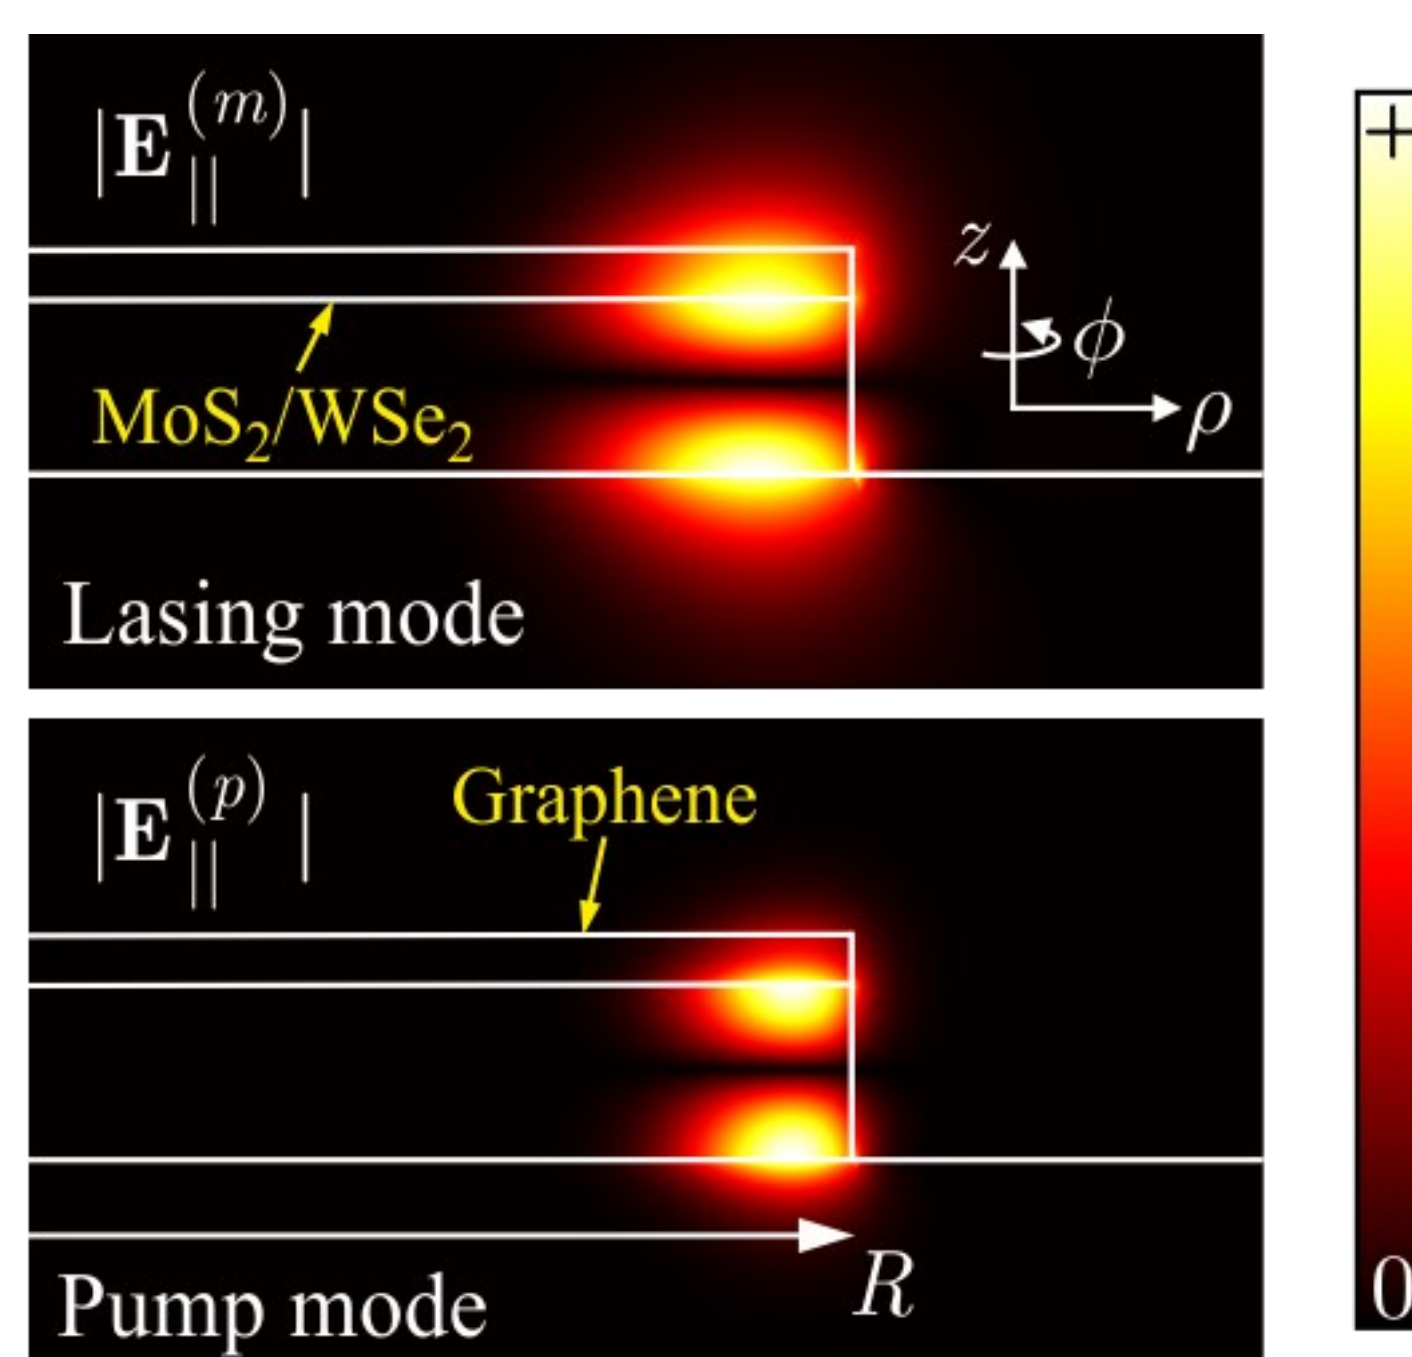 |E||^(m)|
+
z
ϕ
MoS₂/WSe₂
ρ
Lasing mode
|E||^(p)|
Graphene
R
0
Pump mode